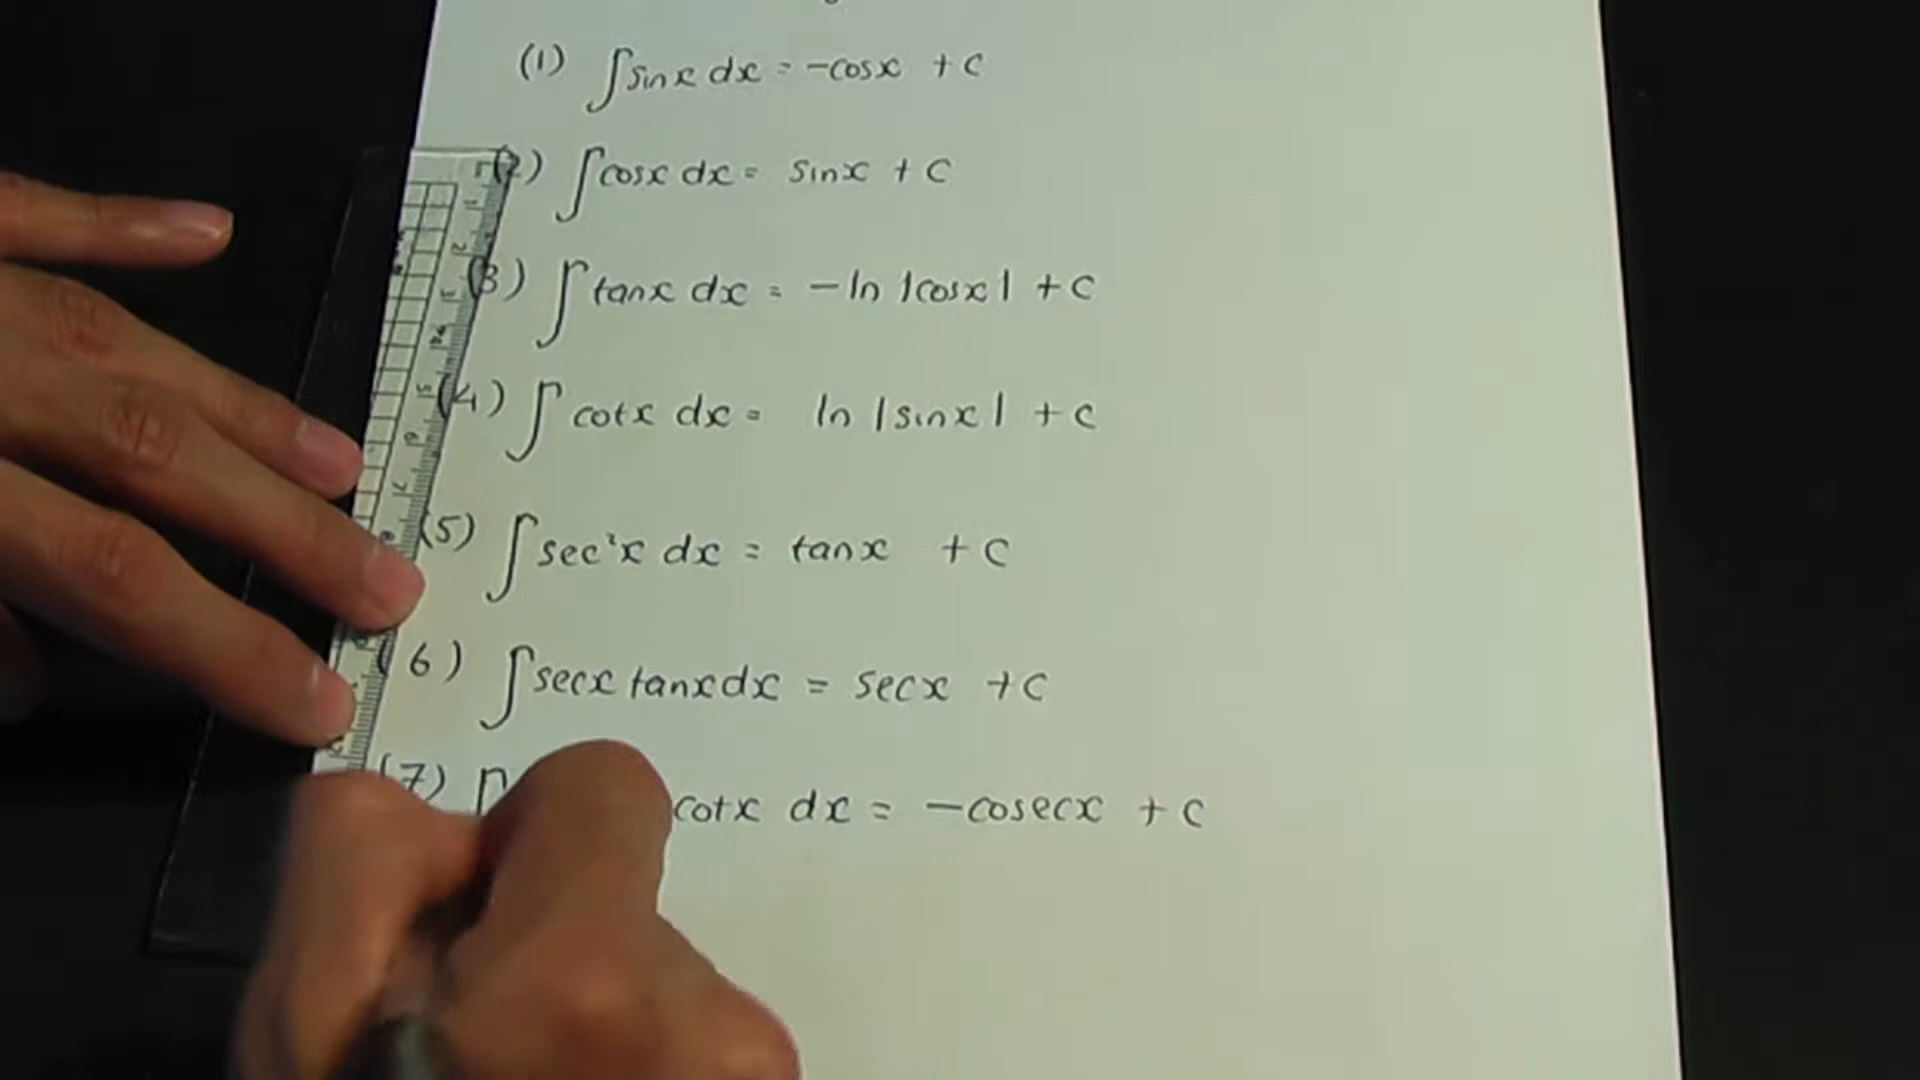 (1) ∫sinx dx = -cosx + c
(2) ∫cosx dx = sinx + c
(3) ∫tanx dx = -ln |cosx| + c
(4) ∫cotx dx = ln |sinx| + c
(5) ∫sec²x dx = tanx + c
(6) ∫secx tanx dx = secx + c
(7) ∫ cotx dx = -cosecx + c